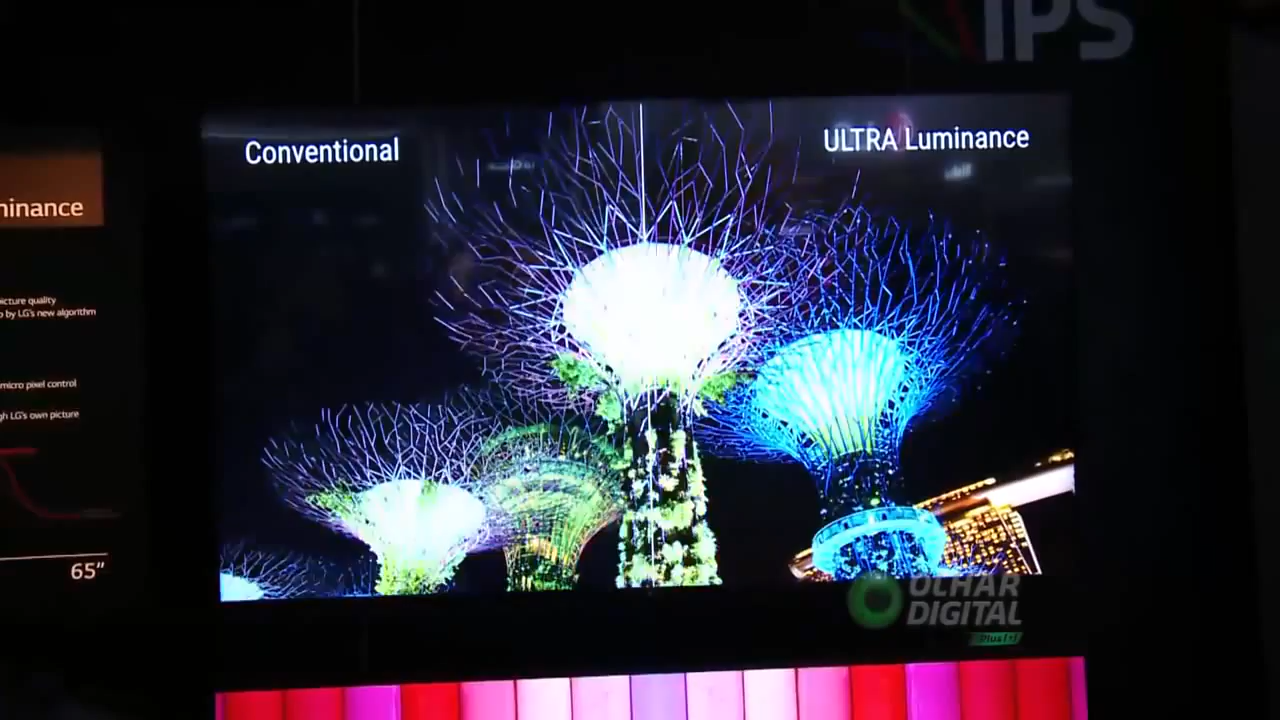 IPS
Conventional
ULTRA Luminance
minance
icture quality
by LG's new algorithm
micro pixel control
gh LG's own picture
65"
OLHAR
DIGITAL
Plus[+]